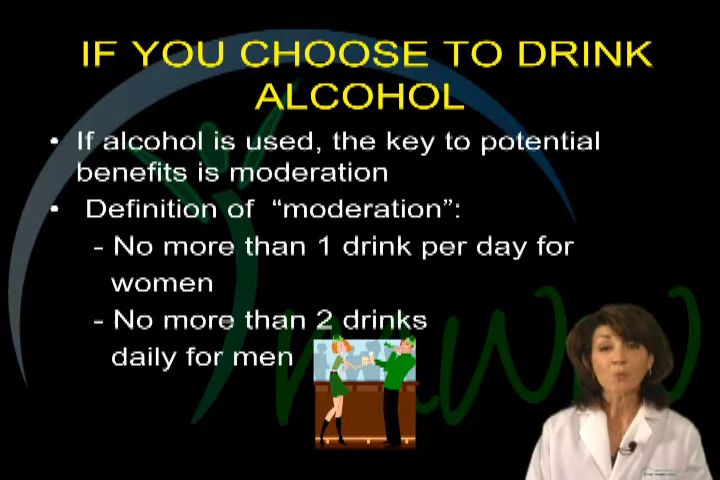 IF YOU CHOOSE TO DRINK
ALCOHOL
• If alcohol is used, the key to potential
benefits is moderation
• Definition of “moderation”:
- No more than 1 drink per day for
women
- No more than 2 drinks
daily for men